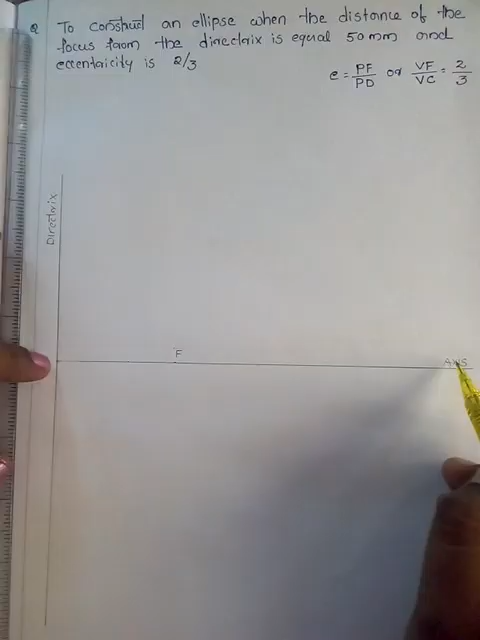 Q To construct an ellipse when the distance of the
focus from the directrix is equal 50mm and
eccentricity is 2/3
e = PF/PD or VF/VC = 2/3
Directrix
F
AXIS